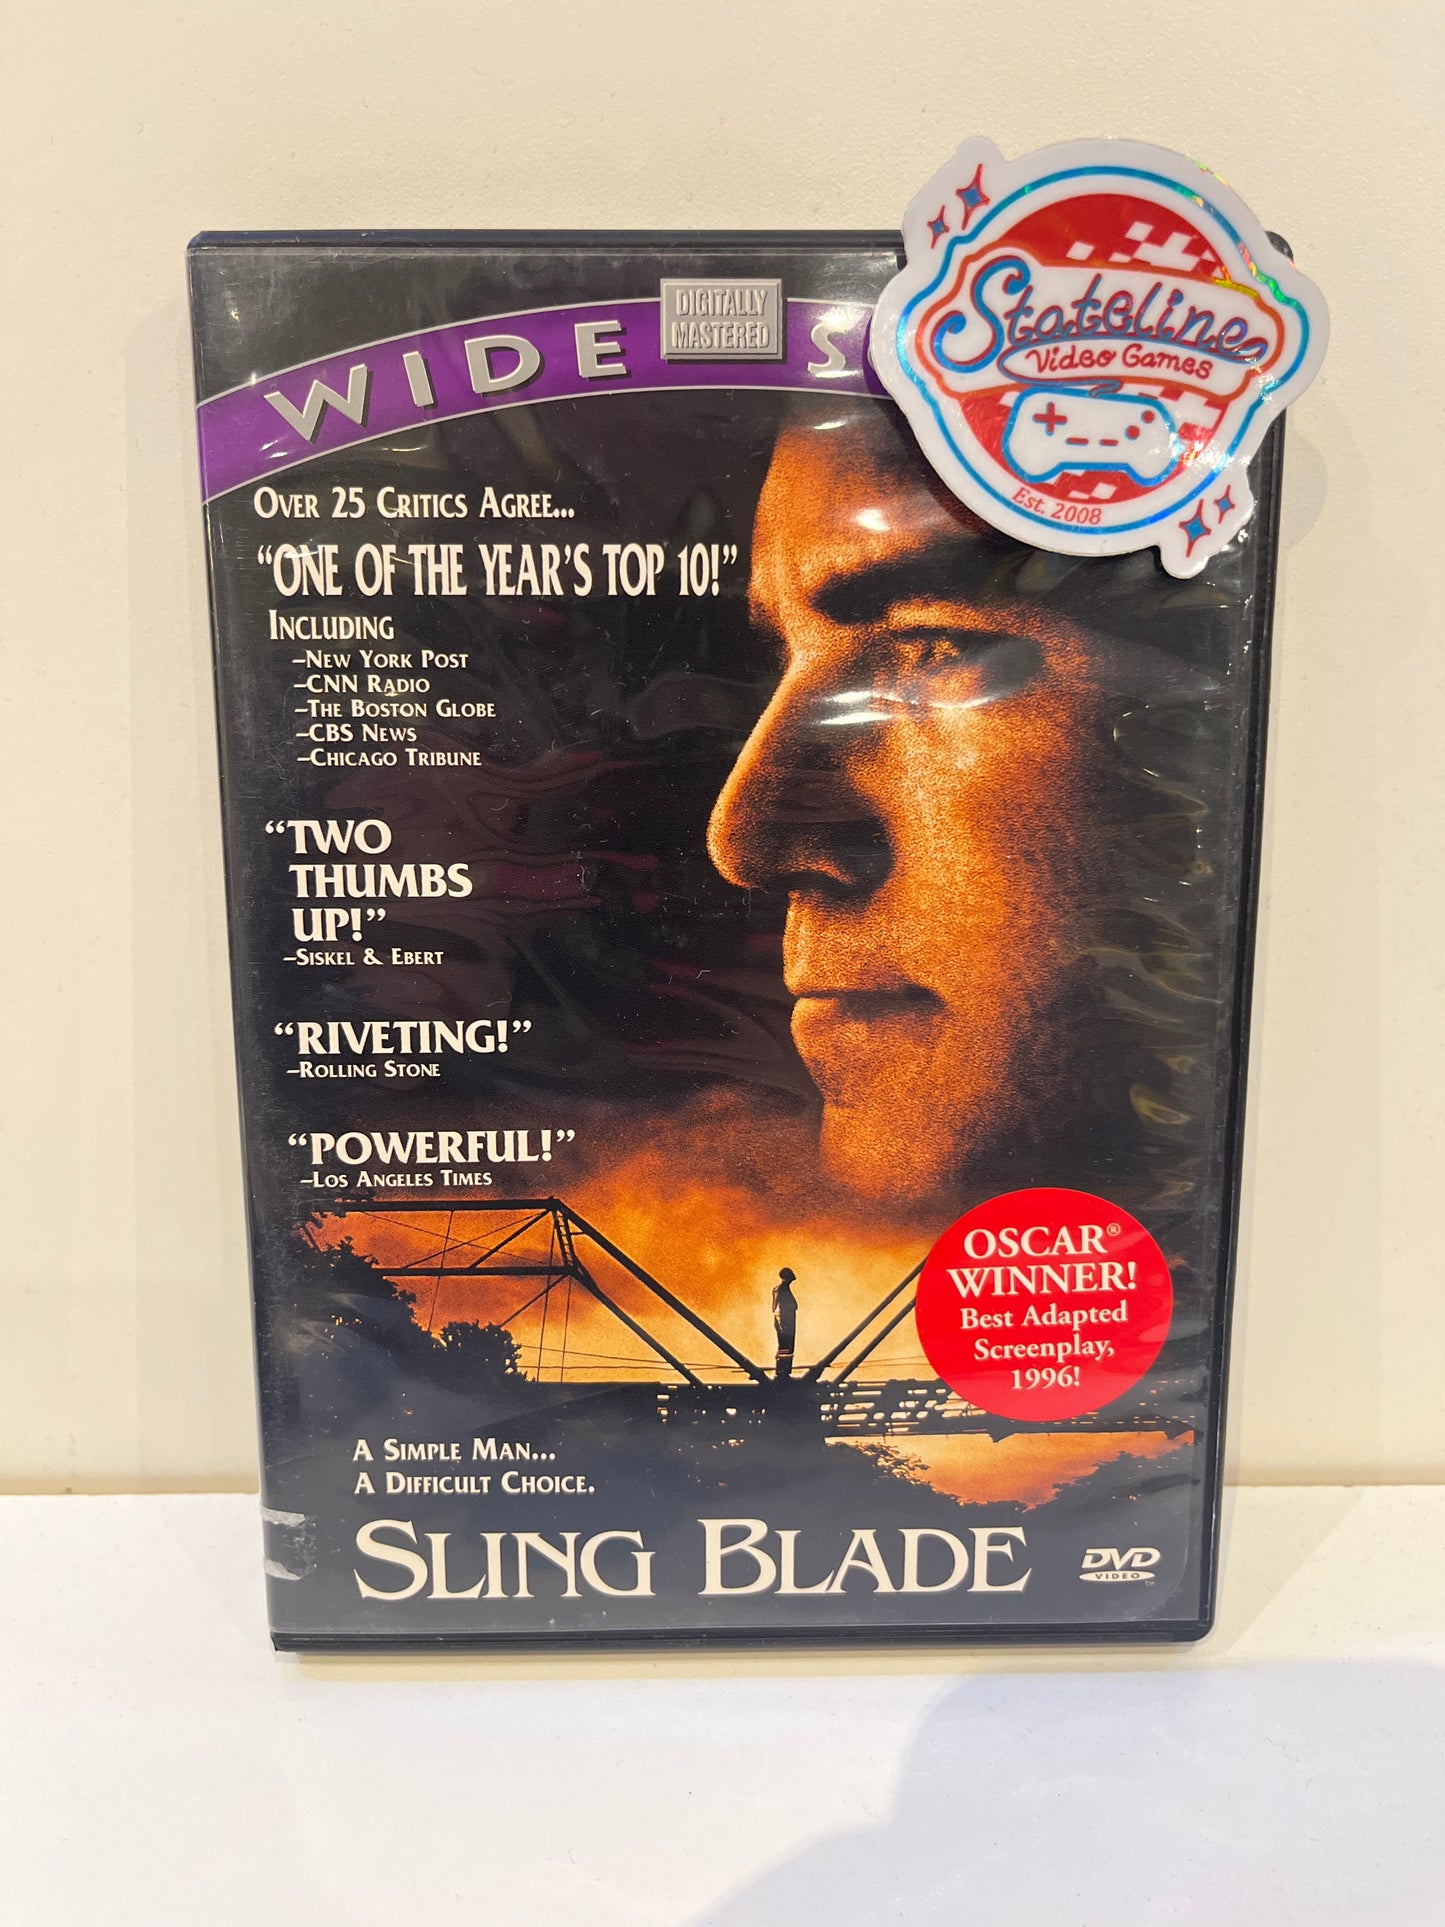 Stateline
Video Games
Est. 2008
DIGITALLY
MASTERED
WIDE S
OVER 25 CRITICS AGREE...
“ONE OF THE YEAR'S TOP 10!”
INCLUDING
–NEW YORK POST
–CNN RADIO
–THE BOSTON GLOBE
–CBS NEWS
–CHICAGO TRIBUNE
“TWO
THUMBS
UP!”
–SISKEL & EBERT
“RIVETING!”
–ROLLING STONE
“POWERFUL!”
–LOS ANGELES TIMES
OSCAR®
WINNER!
Best Adapted
Screenplay,
1996!
A SIMPLE MAN...
A DIFFICULT CHOICE.
SLING BLADE
DVD
VIDEO™